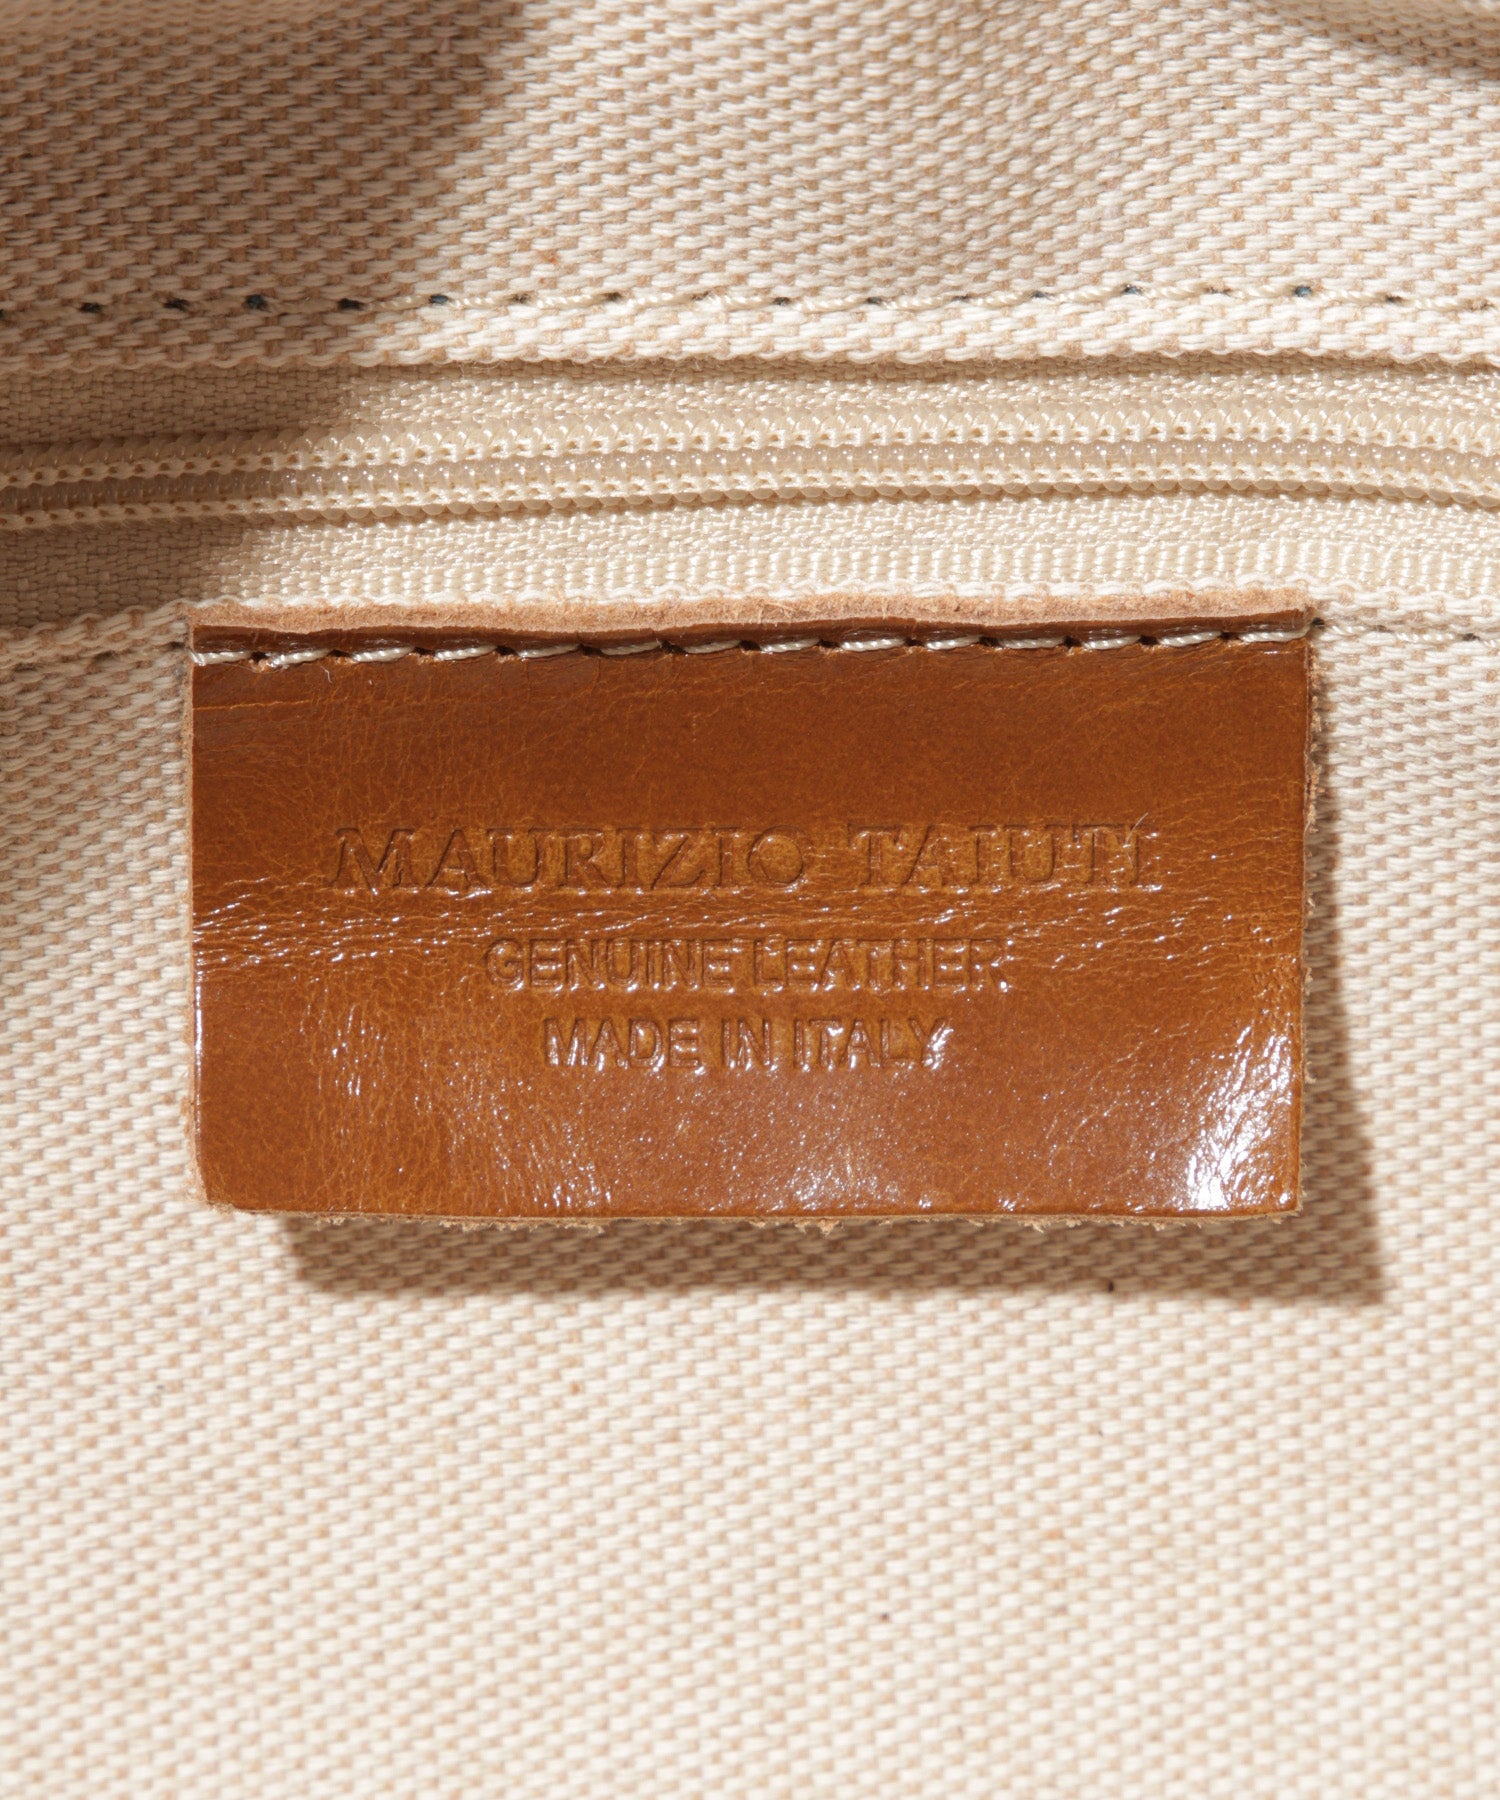 MAURIZIO TAIUTI
GENUINE LEATHER
MADE IN ITALY